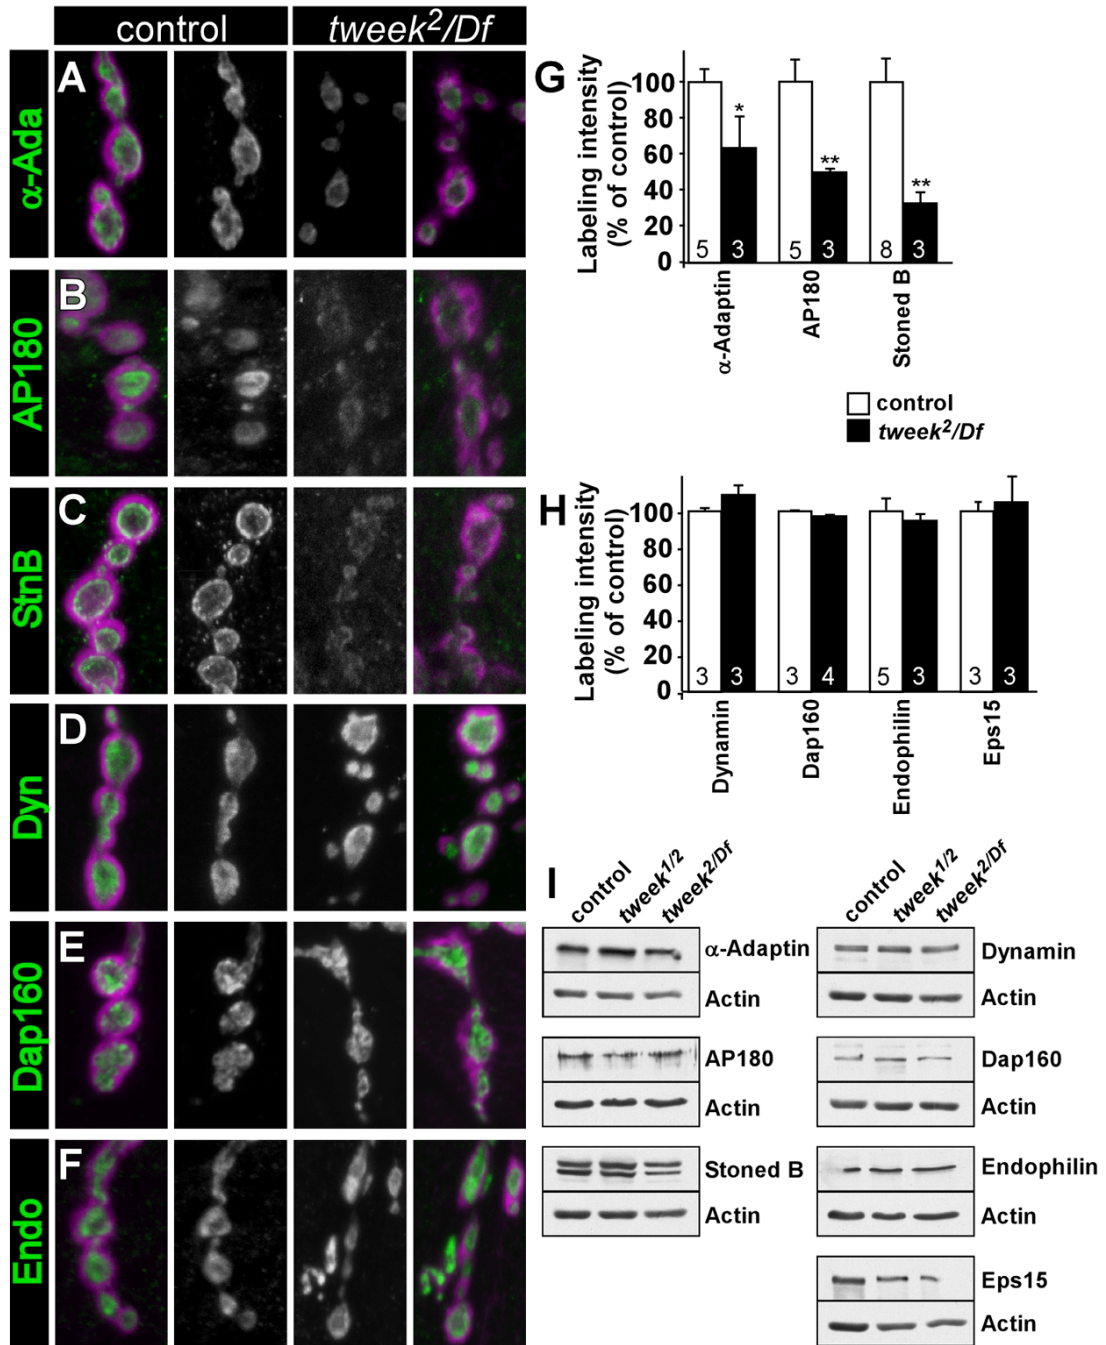 control
tweek2/Df
A
α-Ada
B
AP180
C
StnB
D
Dyn
E
Dap160
F
Endo
G
Labeling intensity
(% of control)
100
80
60
40
20
0
*
**
**
5
3
5
3
8
3
α-Adaptin
AP180
Stoned B
control
tweek2/Df
H
Labeling intensity
(% of control)
100
80
60
40
20
0
3
3
3
4
5
3
3
3
Dynamin
Dap160
Endophilin
Eps15
I
control
tweek1/2
tweek2/Df
α-Adaptin
Actin
AP180
Actin
Stoned B
Actin
control
tweek1/2
tweek2/Df
Dynamin
Actin
Dap160
Actin
Endophilin
Actin
Eps15
Actin